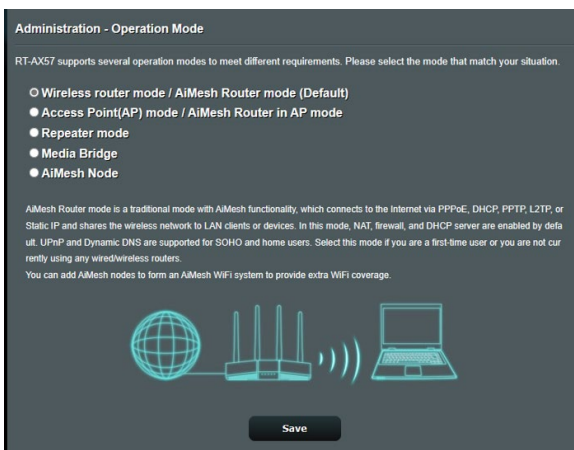 Administration - Operation Mode
RT-AX57 supports several operation modes to meet different requirements. Please select the mode that match your situation.
Wireless router mode / AiMesh Router mode (Default)
Access Point(AP) mode / AiMesh Router in AP mode
Repeater mode
Media Bridge
AiMesh Node
AiMesh Router mode is a traditional mode with AiMesh functionality, which connects to the Internet via PPPoE, DHCP, PPTP, L2TP, or
Static IP and shares the wireless network to LAN clients or devices. In this mode, NAT, firewall, and DHCP server are enabled by defa
ult. UPnP and Dynamic DNS are supported for SOHO and home users. Select this mode if you are a first-time user or you are not cur
rently using any wired/wireless routers.
You can add AiMesh nodes to form an AiMesh WiFi system to provide extra WiFi coverage.
Save